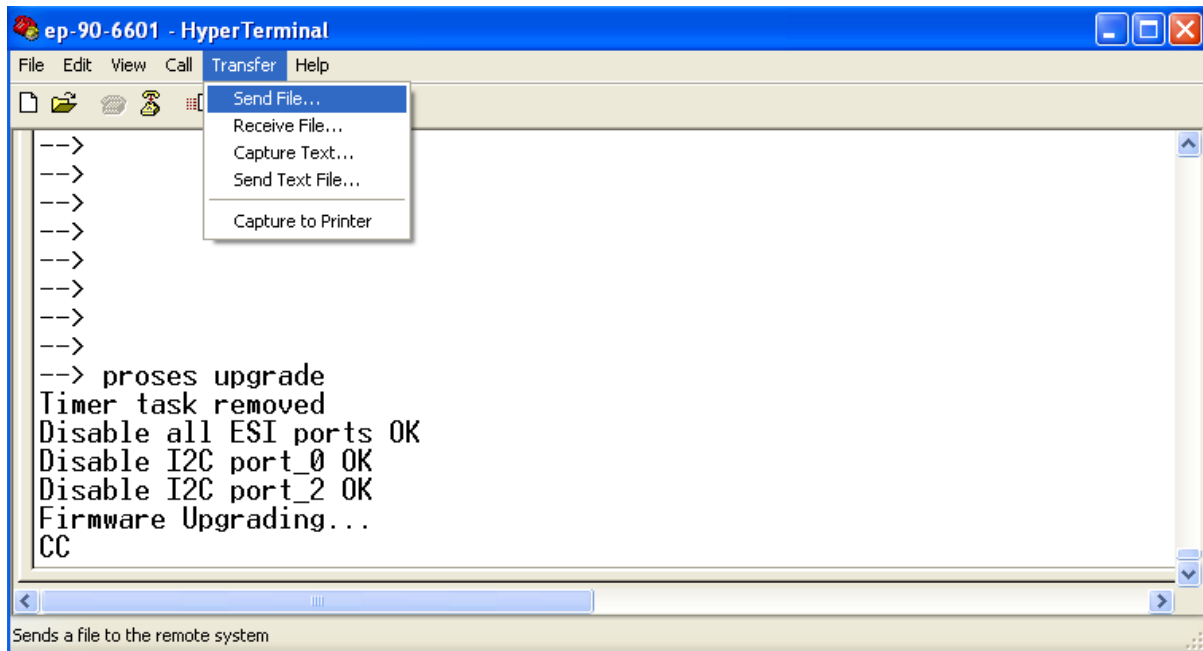 ep-90-6601 - HyperTerminal
File Edit View Call Transfer Help
Send File...
Receive File...
Capture Text...
Send Text File...
Capture to Printer
-->
-->
-->
-->
-->
-->
-->
-->
--> proses upgrade
Timer task removed
Disable all ESI ports OK
Disable I2C port_0 OK
Disable I2C port_2 OK
Firmware Upgrading...
CC
Sends a file to the remote system